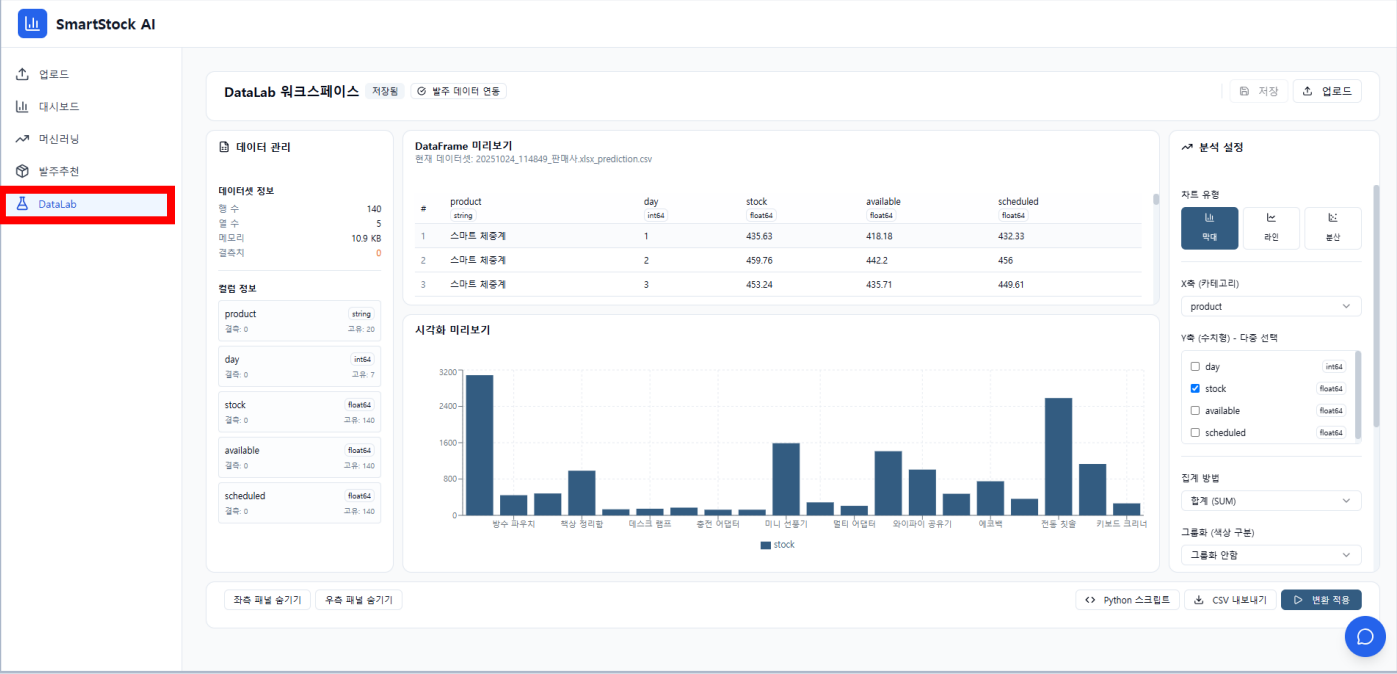 SmartStock AI
업로드
대시보드
머신러닝
발주추천
DataLab
DataLab 워크스페이스 저장됨 발주 데이터 연동
저장 업로드
데이터 관리
데이터셋 정보
행 수 140
열 수 5
메모리 10.9 KB
결측치 0
컬럼 정보
product string
결측: 0 고유: 20
day int64
결측: 0 고유: 7
stock float64
결측: 0 고유: 140
available float64
결측: 0 고유: 140
scheduled float64
결측: 0 고유: 140
DataFrame 미리보기
현재 데이터셋: 20251024_114849_판매사.xlsx_prediction.csv
# product day stock available scheduled
string int64 float64 float64 float64
1 스마트 체중계 1 435.63 418.18 432.33
2 스마트 체중계 2 459.76 442.2 456
3 스마트 체중계 3 453.24 435.71 449.61
시각화 미리보기
3200
2400
1600
800
0
방수 파우치 책상 정리함 데스크 램프 충전 어댑터 미니 선풍기 멀티 어댑터 와이파이 공유기 에코백 전동 칫솔 키보드 크리너
stock
분석 설정
차트 유형
막대 라인 분산
X축 (카테고리)
product
Y축 (수치형) - 다중 선택
day int64
stock float64
available float64
scheduled float64
집계 방법
합계 (SUM)
그룹화 (색상 구분)
그룹화 안함
좌측 패널 숨기기 우측 패널 숨기기
Python 스크립트 CSV 내보내기 변환 적용